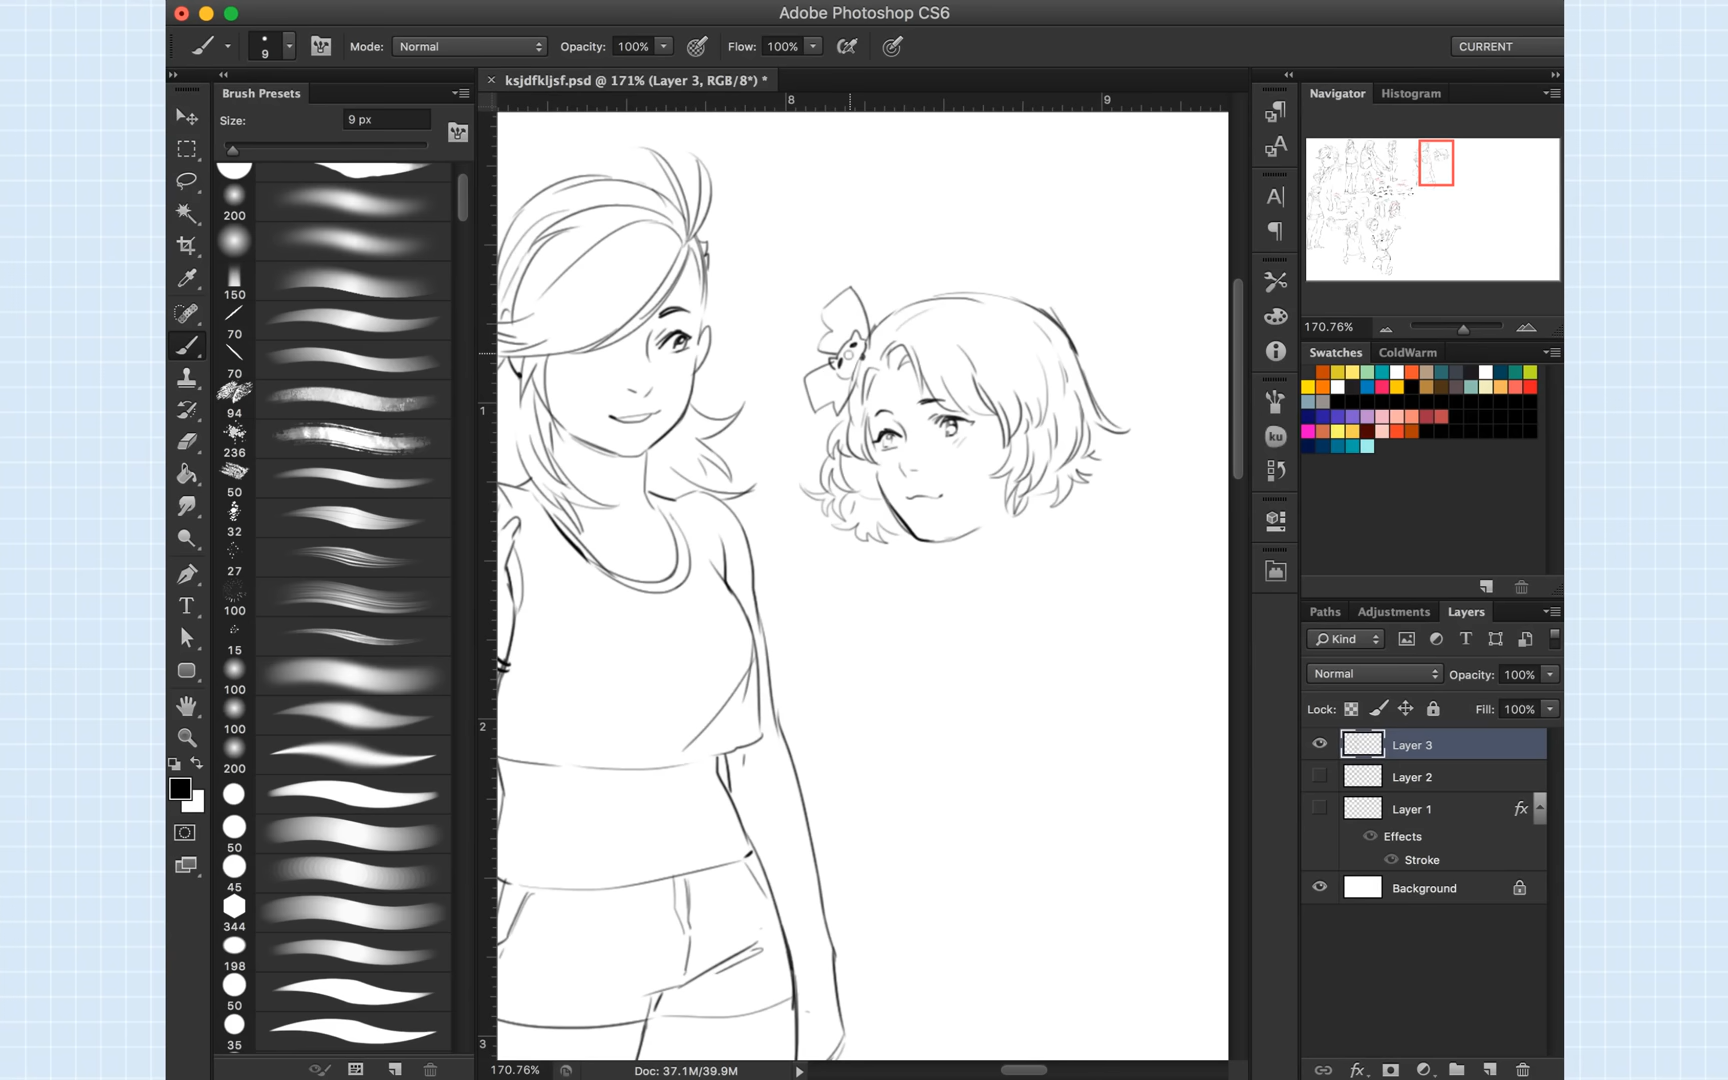 Adobe Photoshop CS6
9
Mode: Normal
Opacity: 100%
Flow: 100%
CURRENT
ksjdfkljsf.psd @ 171% (Layer 3, RGB/8*) *
Brush Presets
Size:
9 px
200
150
70
70
94
236
50
32
27
100
15
100
100
200
50
45
344
198
50
35
8
9
1
2
3
170.76%
Doc: 37.1M/39.9M
ku
Navigator
Histogram
170.76%
Swatches
ColdWarm
Paths
Adjustments
Layers
Kind
Normal
Opacity: 100%
Lock:
Fill: 100%
Layer 3
Layer 2
Layer 1
fx
Effects
Stroke
Background
fx